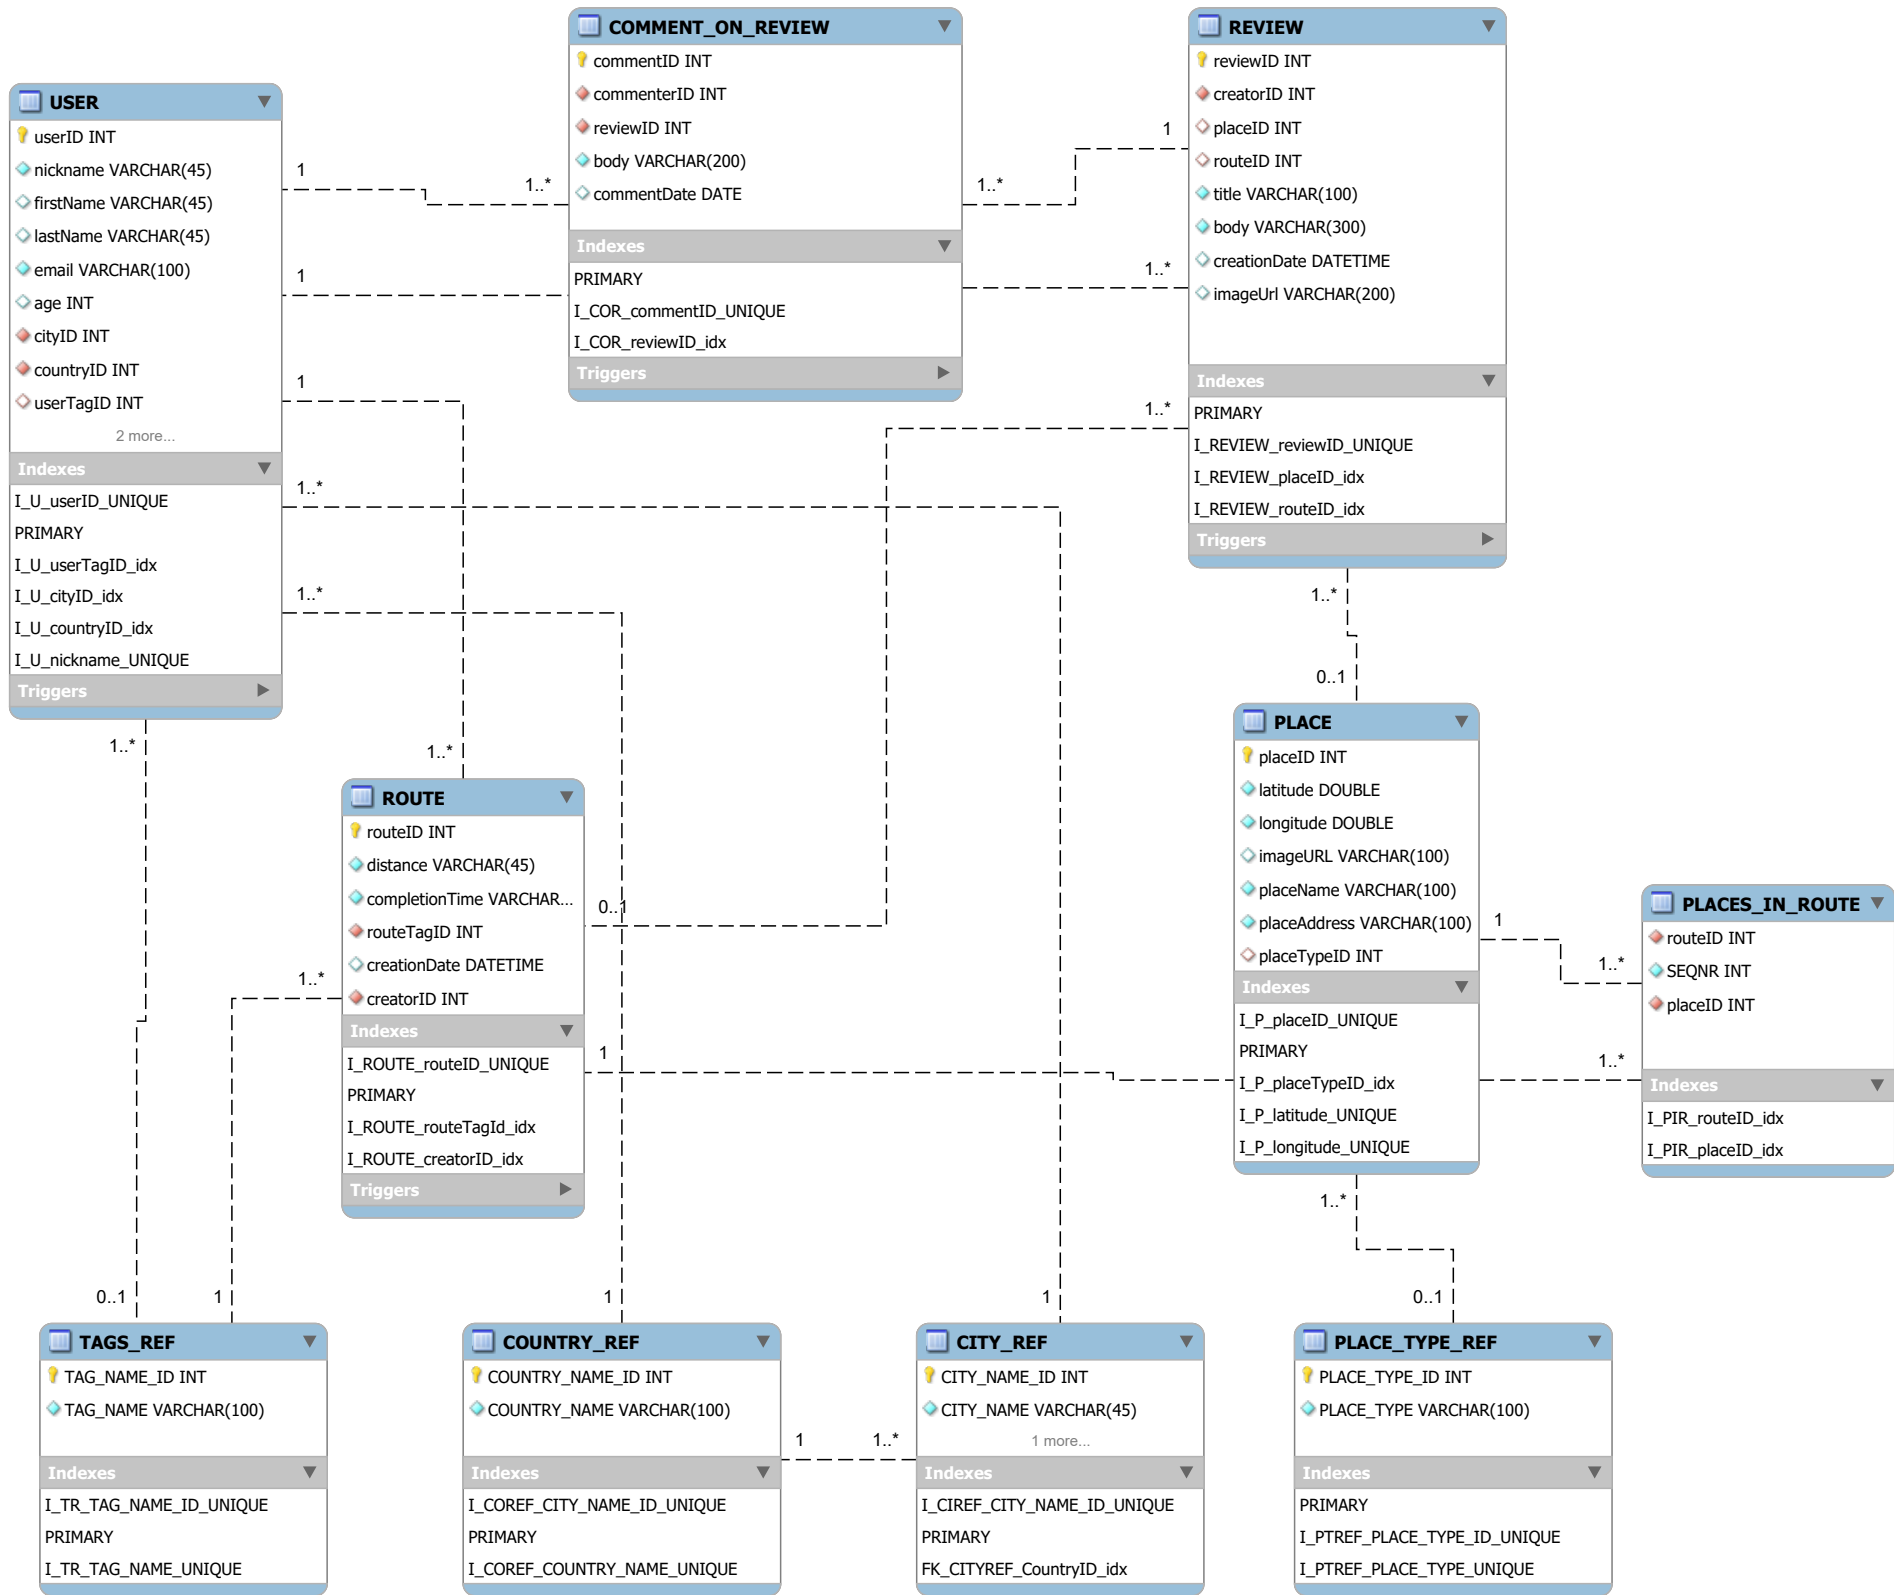 COMMENT_ON_REVIEW
commentID INT
commenterID INT
reviewID INT
body VARCHAR(200)
commentDate DATE
Indexes
PRIMARY
I_COR_commentID_UNIQUE
I_COR_reviewID_idx
Triggers
REVIEW
reviewID INT
creatorID INT
placeID INT
routeID INT
title VARCHAR(100)
body VARCHAR(300)
creationDate DATETIME
imageUrl VARCHAR(200)
Indexes
PRIMARY
I_REVIEW_reviewID_UNIQUE
I_REVIEW_placeID_idx
I_REVIEW_routeID_idx
Triggers
USER
userID INT
nickname VARCHAR(45)
firstName VARCHAR(45)
lastName VARCHAR(45)
email VARCHAR(100)
age INT
cityID INT
countryID INT
userTagID INT
2 more...
Indexes
I_U_userID_UNIQUE
PRIMARY
I_U_userTagID_idx
I_U_cityID_idx
I_U_countryID_idx
I_U_nickname_UNIQUE
Triggers
1
1..*
1..*
1
1
1..*
1
1..*
1..*
1..*
1..*
0..1
1..*
1..*
ROUTE
routeID INT
distance VARCHAR(45)
completionTime VARCHAR...
routeTagID INT
creationDate DATETIME
creatorID INT
Indexes
I_ROUTE_routeID_UNIQUE
PRIMARY
I_ROUTE_routeTagId_idx
I_ROUTE_creatorID_idx
Triggers
0..1
1..*
1
PLACE
placeID INT
latitude DOUBLE
longitude DOUBLE
imageURL VARCHAR(100)
placeName VARCHAR(100)
placeAddress VARCHAR(100)
placeTypeID INT
Indexes
I_P_placeID_UNIQUE
PRIMARY
I_P_placeTypeID_idx
I_P_latitude_UNIQUE
I_P_longitude_UNIQUE
1
1..*
1..*
PLACES_IN_ROUTE
routeID INT
SEQNR INT
placeID INT
Indexes
I_PIR_routeID_idx
I_PIR_placeID_idx
1..*
0..1
1
1
1
0..1
TAGS_REF
TAG_NAME_ID INT
TAG_NAME VARCHAR(100)
Indexes
I_TR_TAG_NAME_ID_UNIQUE
PRIMARY
I_TR_TAG_NAME_UNIQUE
COUNTRY_REF
COUNTRY_NAME_ID INT
COUNTRY_NAME VARCHAR(100)
Indexes
I_COREF_CITY_NAME_ID_UNIQUE
PRIMARY
I_COREF_COUNTRY_NAME_UNIQUE
1
1..*
CITY_REF
CITY_NAME_ID INT
CITY_NAME VARCHAR(45)
1 more...
Indexes
I_CIREF_CITY_NAME_ID_UNIQUE
PRIMARY
FK_CITYREF_CountryID_idx
PLACE_TYPE_REF
PLACE_TYPE_ID INT
PLACE_TYPE VARCHAR(100)
Indexes
PRIMARY
I_PTREF_PLACE_TYPE_ID_UNIQUE
I_PTREF_PLACE_TYPE_UNIQUE